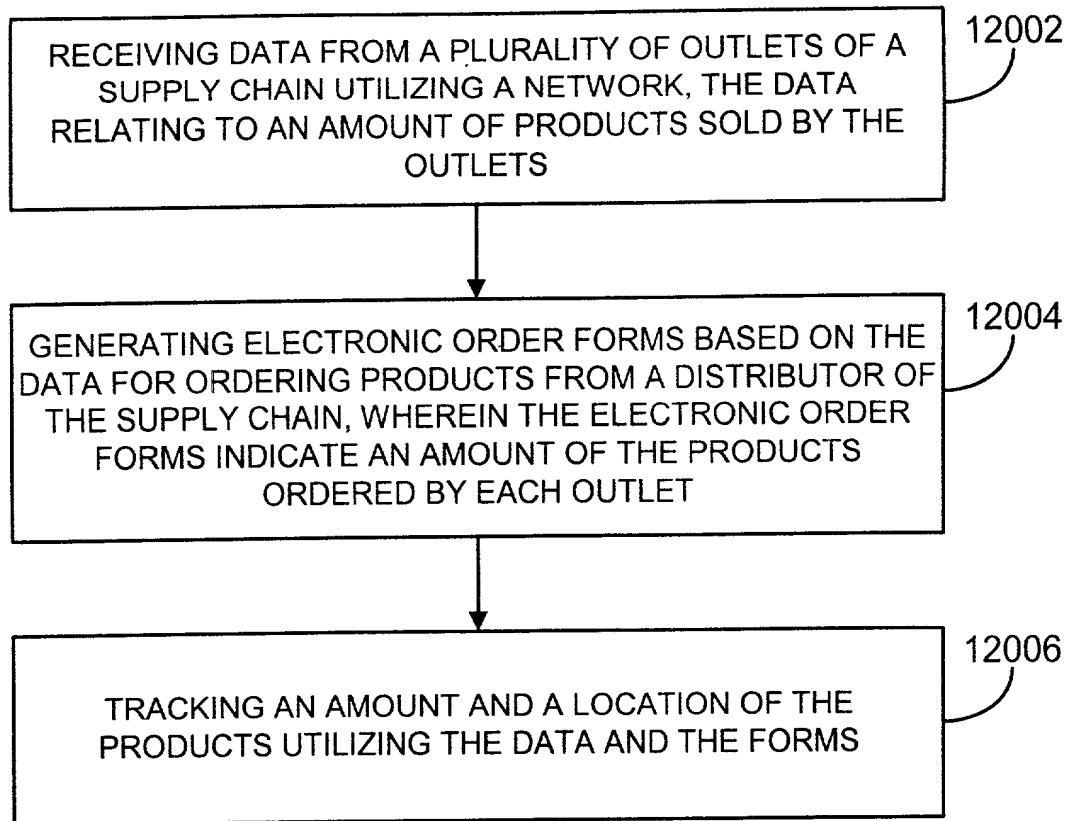 RECEIVING DATA FROM A PLURALITY OF OUTLETS OF A
SUPPLY CHAIN UTILIZING A NETWORK, THE DATA
RELATING TO AN AMOUNT OF PRODUCTS SOLD BY THE
OUTLETS
12002
GENERATING ELECTRONIC ORDER FORMS BASED ON THE
DATA FOR ORDERING PRODUCTS FROM A DISTRIBUTOR OF
THE SUPPLY CHAIN, WHEREIN THE ELECTRONIC ORDER
FORMS INDICATE AN AMOUNT OF THE PRODUCTS
ORDERED BY EACH OUTLET
12004
TRACKING AN AMOUNT AND A LOCATION OF THE
PRODUCTS UTILIZING THE DATA AND THE FORMS
12006